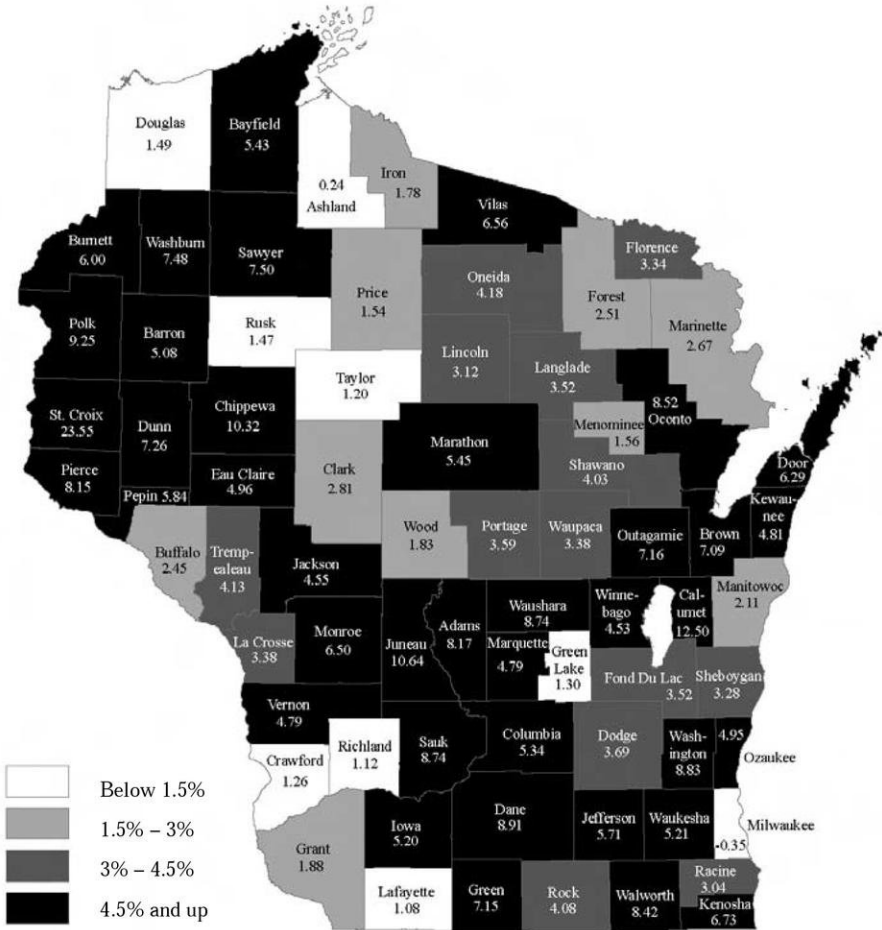 Douglas
1.49
Bayfield
5.43
0.24
Ashland
Iron
1.78
Vilas
6.56
Burnett
6.00
Washburn
7.48
Sawyer
7.50
Price
1.54
Oneida
4.18
Forest
2.51
Florence
3.34
Marinette
2.67
Polk
9.25
Barron
5.08
Rusk
1.47
Taylor
1.20
Lincoln
3.12
Langlade
3.52
8.52
Oconto
Menominee
1.56
St. Croix
23.55
Dunn
7.26
Chippewa
10.32
Clark
2.81
Marathon
5.45
Shawano
4.03
Door
6.29
Pierce
8.15
Pepin 5.84
Eau Claire
4.96
Wood
1.83
Portage
3.59
Waupaca
3.38
Outagamie
7.16
Brown
7.09
Kewau-
nee
4.81
Buffalo
2.45
Tremp-
ealeau
4.13
Jackson
4.55
Juneau
10.64
Adams
8.17
Waushara
8.74
Winne-
bago
4.53
Cal-
umet
12.50
Manitowoc
2.11
La Crosse
3.38
Monroe
6.50
Marquette
4.79
Green
Lake
1.30
Fond Du Lac
3.52
Sheboygan
3.28
Vernon
4.79
Crawford
1.26
Richland
1.12
Sauk
8.74
Columbia
5.34
Dodge
3.69
Wash-
ington
8.83
4.95
Ozaukee
Grant
1.88
Iowa
5.20
Dane
8.91
Jefferson
5.71
Waukesha
5.21
Milwaukee
-0.35
Lafayette
1.08
Green
7.15
Rock
4.08
Walworth
8.42
Racine
3.04
Kenosha
6.73
Below 1.5%
1.5% – 3%
3% – 4.5%
4.5% and up